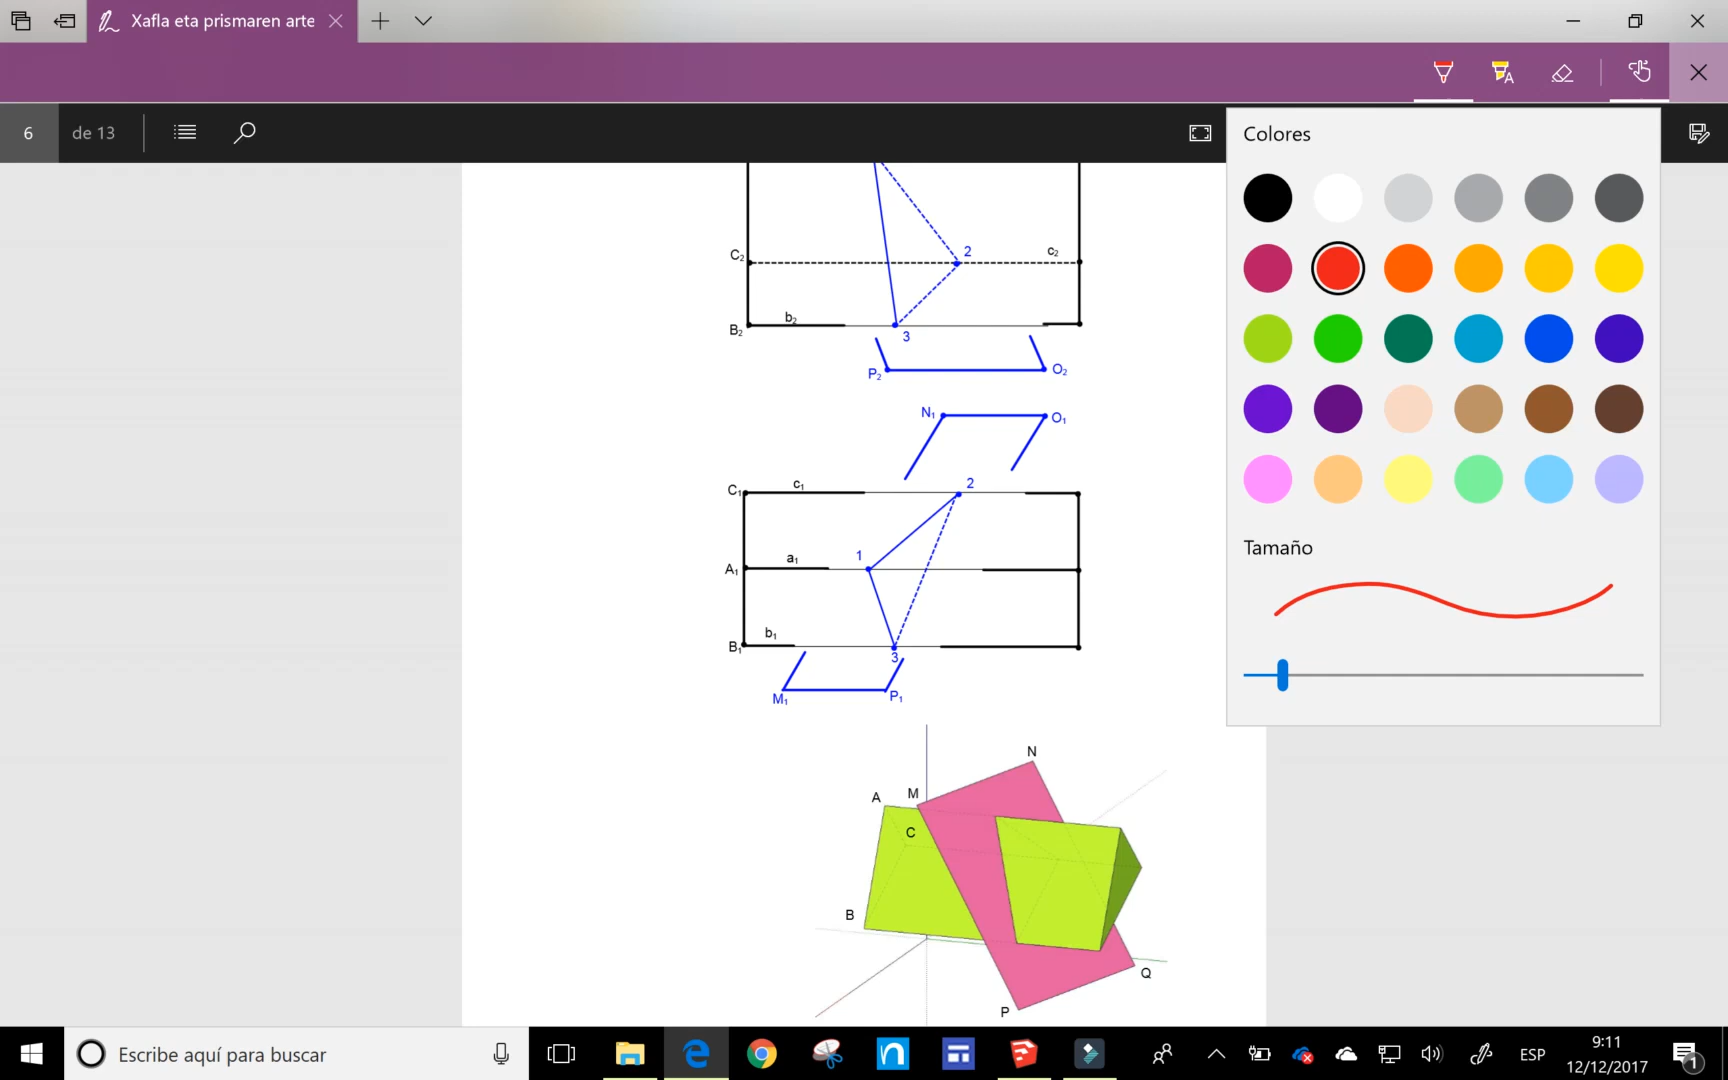 Xafla eta prismaren arte
6 de 13
Colores
C2
2
c2
b2
B2
3
P2
O2
N1
O1
C1
c1
2
1
a1
A1
b1
B1
3
M1
P1
Tamaño
N
A
M
C
B
Q
P
Escribe aquí para buscar
ESP
9:11
12/12/2017
1